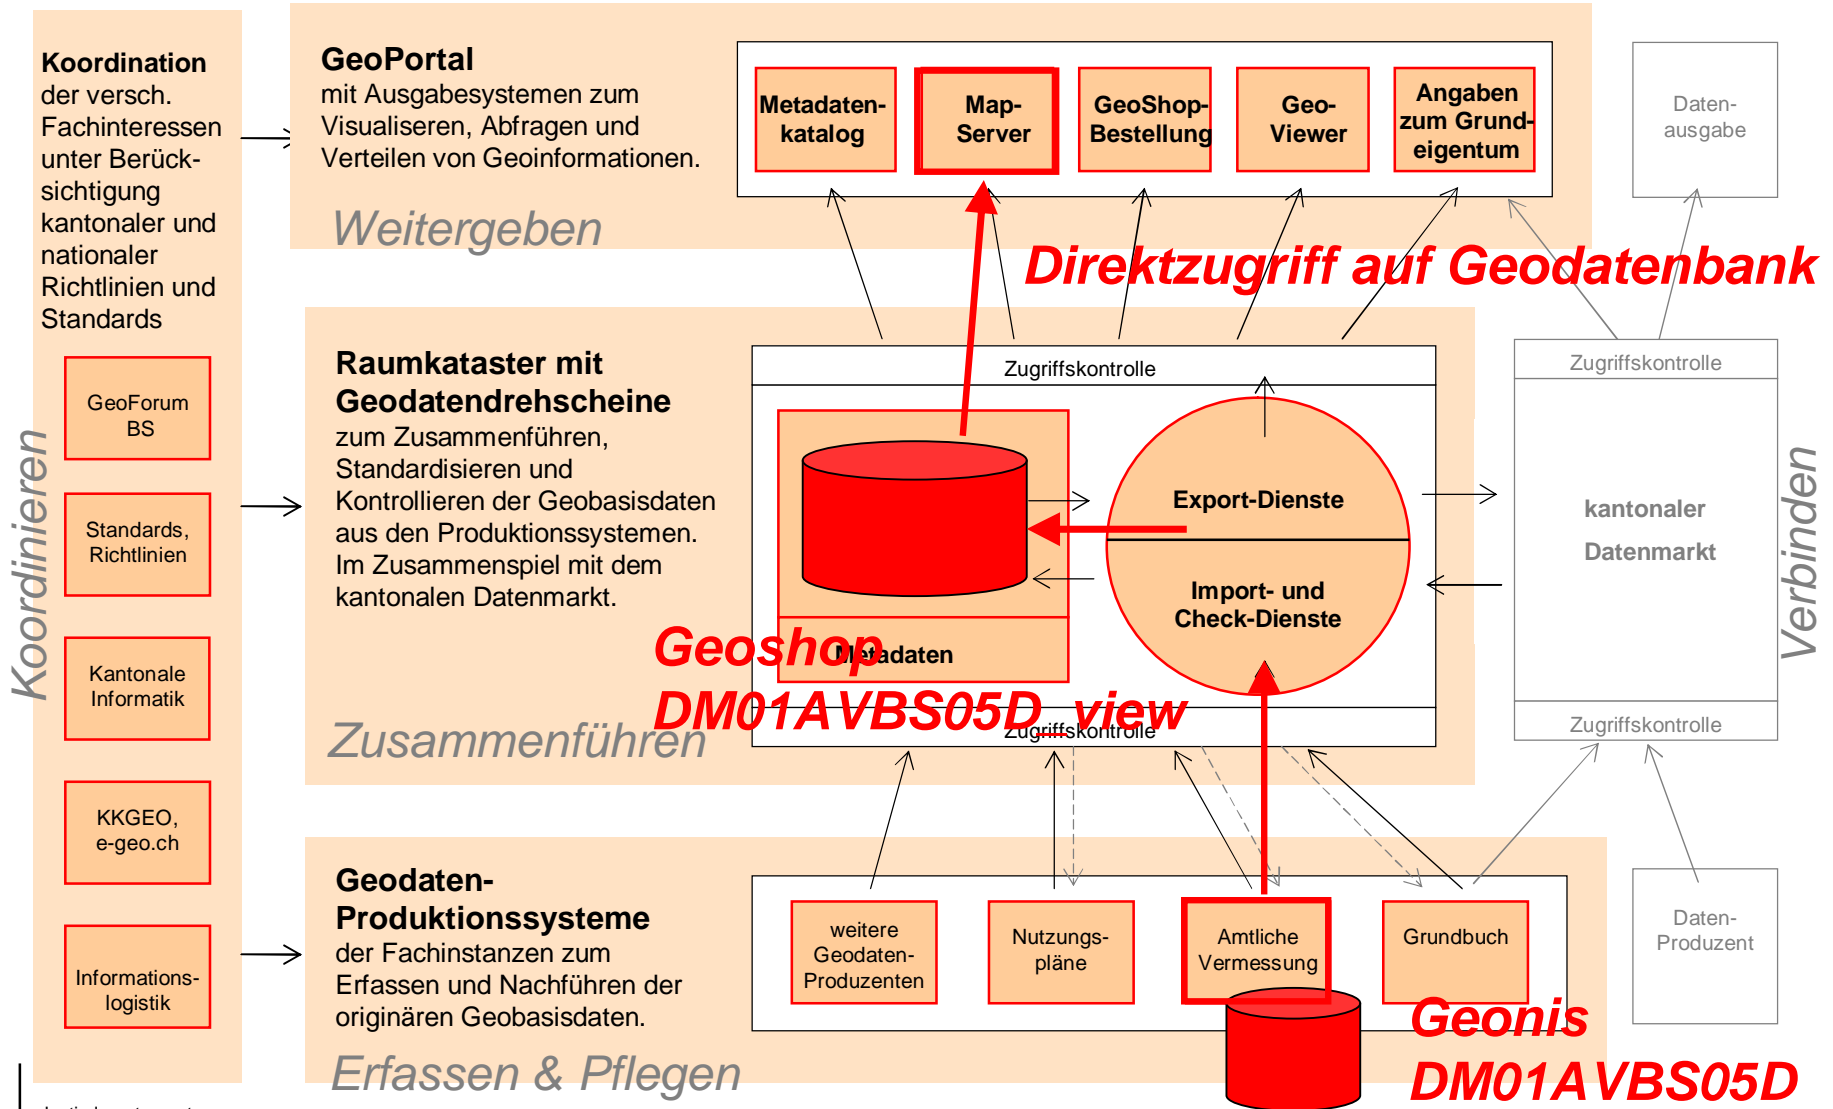 Koordination
der versch.
Fachinteressen
unter Berück-
sichtigung
kantonaler und
nationaler
Richtlinien und
Standards
GeoForum
BS
Standards,
Richtlinien
Kantonale
Informatik
KKGEO,
e-geo.ch
Informations-
logistik
Koordinieren
GeoPortal
mit Ausgabesystemen zum
Visualiseren, Abfragen und
Verteilen von Geoinformationen.
Weitergeben
Metadaten-
katalog
Map-
Server
GeoShop-
Bestellung
Geo-
Viewer
Angaben
zum Grund-
eigentum
Daten-
ausgabe
Direktzugriff auf Geodatenbank
Raumkataster mit
Geodatendrehscheine
zum Zusammenführen,
Standardisieren und
Kontrollieren der Geobasisdaten
aus den Produktionssystemen.
Im Zusammenspiel mit dem
kantonalen Datenmarkt.
Zusammenführen
Zugriffskontrolle
Export-Dienste
Import- und
Check-Dienste
Metadaten
Geoshop
DM01AVBS05D_view
Zugriffskontrolle
Zugriffskontrolle
kantonaler
Datenmarkt
Zugriffskontrolle
Verbinden
Geodaten-
Produktionssysteme
der Fachinstanzen zum
Erfassen und Nachführen der
originären Geobasisdaten.
Erfassen & Pflegen
weitere
Geodaten-
Produzenten
Nutzungs-
pläne
Amtliche
Vermessung
Grundbuch
Daten-
Produzent
Geonis
DM01AVBS05D